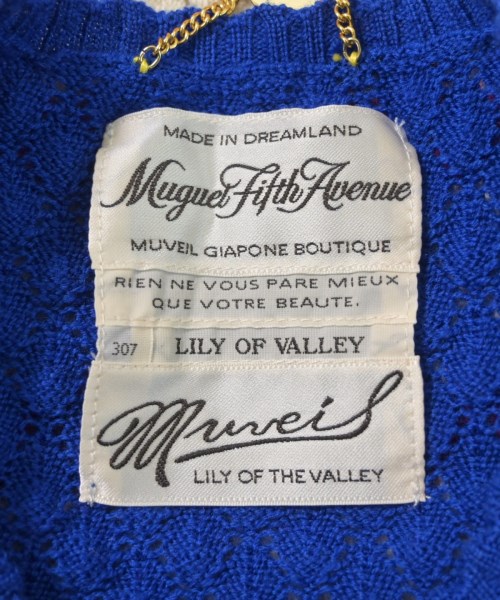 MADE IN DREAMLAND
Muguet Fifth Avenue
MUVEIL GIAPONE BOUTIQUE
RIEN NE VOUS PARE MIEUX
QUE VOTRE BEAUTE.
307 LILY OF VALLEY
Muveil
LILY OF THE VALLEY